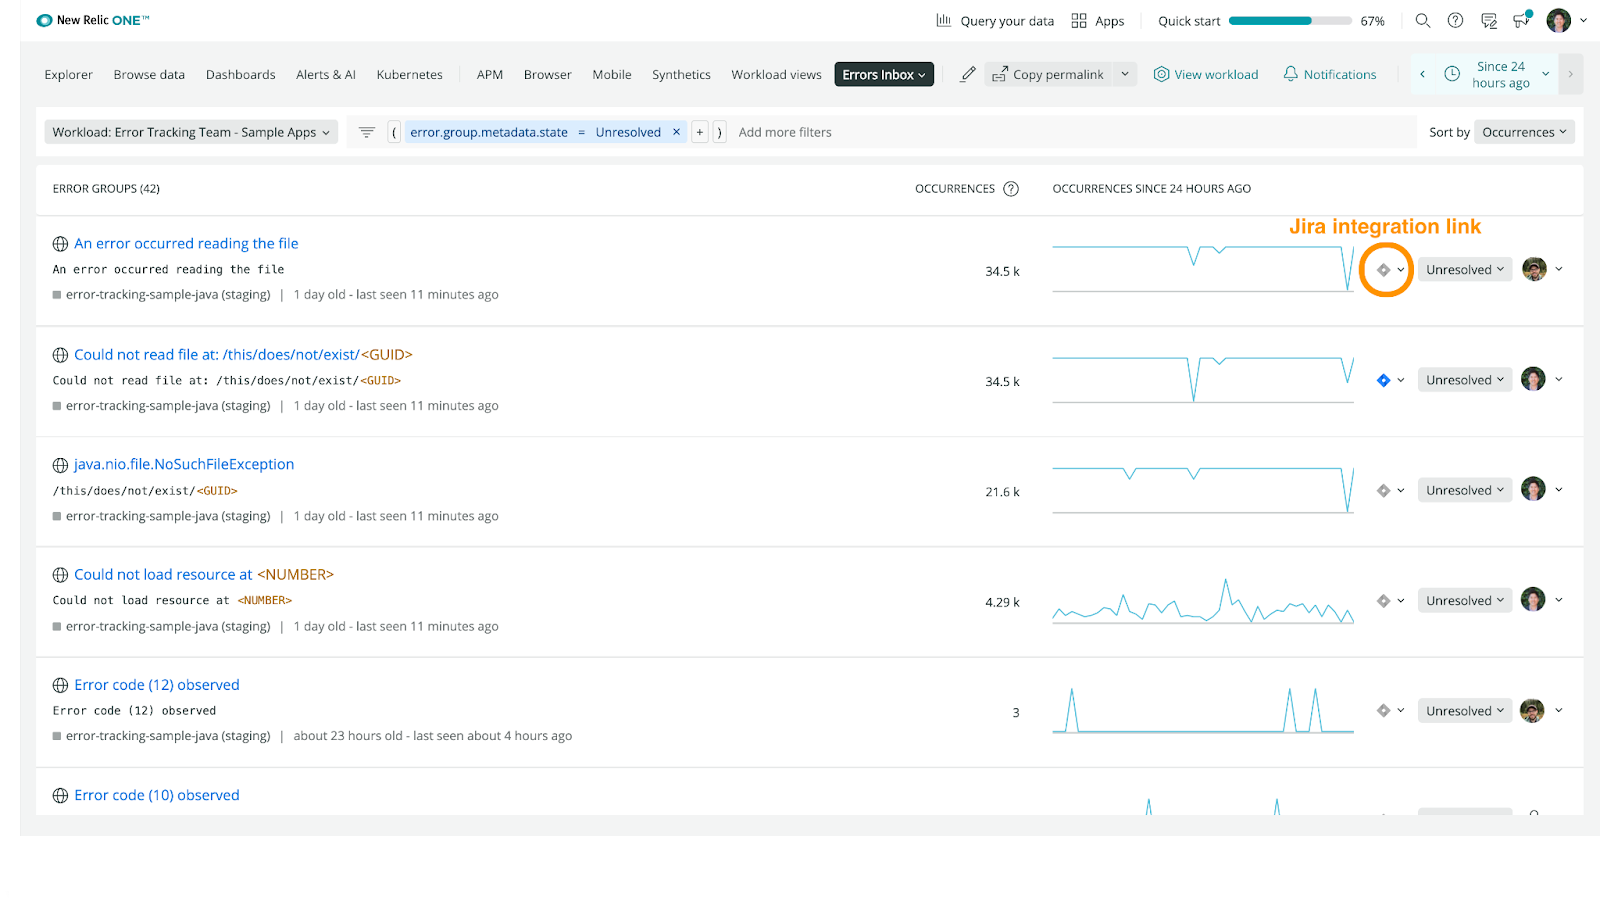 New Relic ONE™
Query your data Apps Quick start 67%
Explorer Browse data Dashboards Alerts & AI Kubernetes APM Browser Mobile Synthetics Workload views Errors Inbox Copy permalink View workload Notifications Since 24 hours ago
Workload: Error Tracking Team - Sample Apps ( error.group.metadata.state = Unresolved × + ) Add more filters Sort by Occurrences
ERROR GROUPS (42) OCCURRENCES ? OCCURRENCES SINCE 24 HOURS AGO
Jira integration link
An error occurred reading the file
An error occurred reading the file
34.5 k Unresolved
error-tracking-sample-java (staging) | 1 day old - last seen 11 minutes ago
Could not read file at: /this/does/not/exist/<GUID>
Could not read file at: /this/does/not/exist/<GUID>
34.5 k Unresolved
error-tracking-sample-java (staging) | 1 day old - last seen 11 minutes ago
java.nio.file.NoSuchFileException
/this/does/not/exist/<GUID>
21.6 k Unresolved
error-tracking-sample-java (staging) | 1 day old - last seen 11 minutes ago
Could not load resource at <NUMBER>
Could not load resource at <NUMBER>
4.29 k Unresolved
error-tracking-sample-java (staging) | 1 day old - last seen 11 minutes ago
Error code (12) observed
Error code (12) observed
3 Unresolved
error-tracking-sample-java (staging) | about 23 hours old - last seen about 4 hours ago
Error code (10) observed